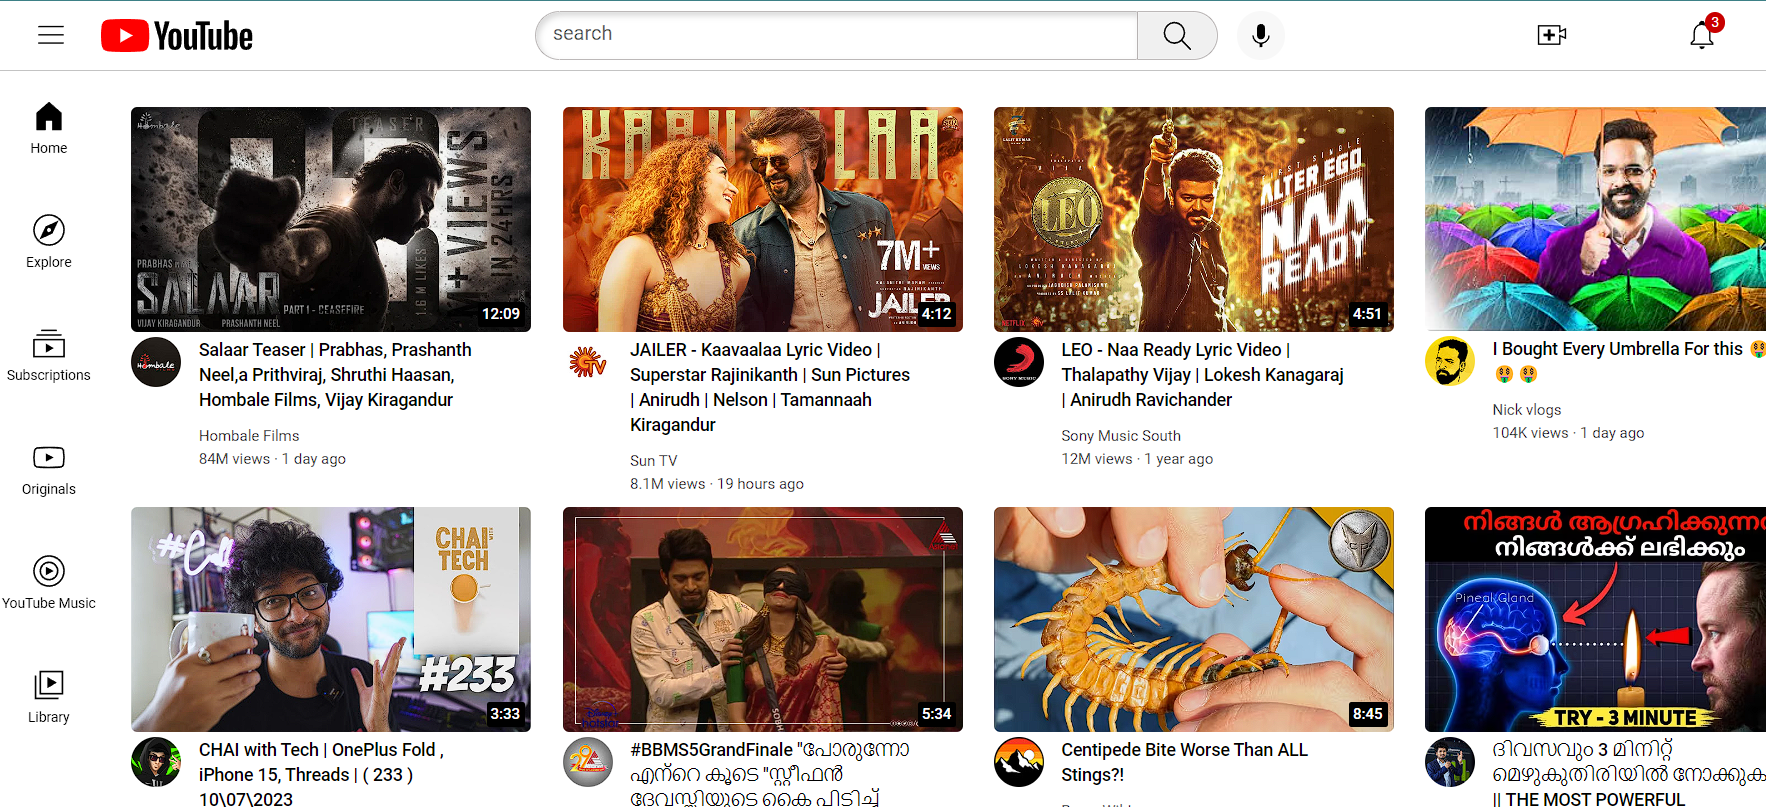 YouTube
search
3
Home
Explore
Subscriptions
Originals
YouTube Music
Library
Hombale
TEASER
M+ VIEWS
IN 24HRS
1.6 M LIKES
SALAAR
PART 1 - CEASEFIRE
VIJAY KIRAGANDUR
PRASHANTH NEEL
12:09
Salaar Teaser | Prabhas, Prashanth
Neel,a Prithviraj, Shruthi Haasan,
Hombale Films, Vijay Kiragandur
Hombale Films
84M views · 1 day ago
7M+
VIEWS
JAILER
4:12
JAILER - Kaavaalaa Lyric Video |
Superstar Rajinikanth | Sun Pictures
| Anirudh | Nelson | Tamannaah
Kiragandur
Sun TV
8.1M views · 19 hours ago
LEO
ALTER EGO
NAA
READY
4:51
SONY MUSIC
LEO - Naa Ready Lyric Video |
Thalapathy Vijay | Lokesh Kanagaraj
| Anirudh Ravichander
Sony Music South
12M views · 1 year ago
I Bought Every Umbrella For this 🤑
🤑 🤑
Nick vlogs
104K views · 1 day ago
CHAI
WITH
TECH
#233
3:33
CHAI with Tech | OnePlus Fold ,
iPhone 15, Threads | ( 233 )
10\07\2023
5:34
#BBMS5GrandFinale "പോരുന്നോ
എന്റെ കൂടെ "സ്റ്റീഫൻ
ദേവസ്സിയുടെ കൈ പിടിച്ച്
8:45
Centipede Bite Worse Than ALL
Stings?!
നിങ്ങൾ ആഗ്രഹിക്കുന്നത
നിങ്ങൾക്ക് ലഭിക്കും
Pineal Gland
TRY - 3 MINUTE
ദിവസവും 3 മിനിറ്റ്
മെഴുകുതിരിയിൽ നോക്കുക
|| THE MOST POWERFUL